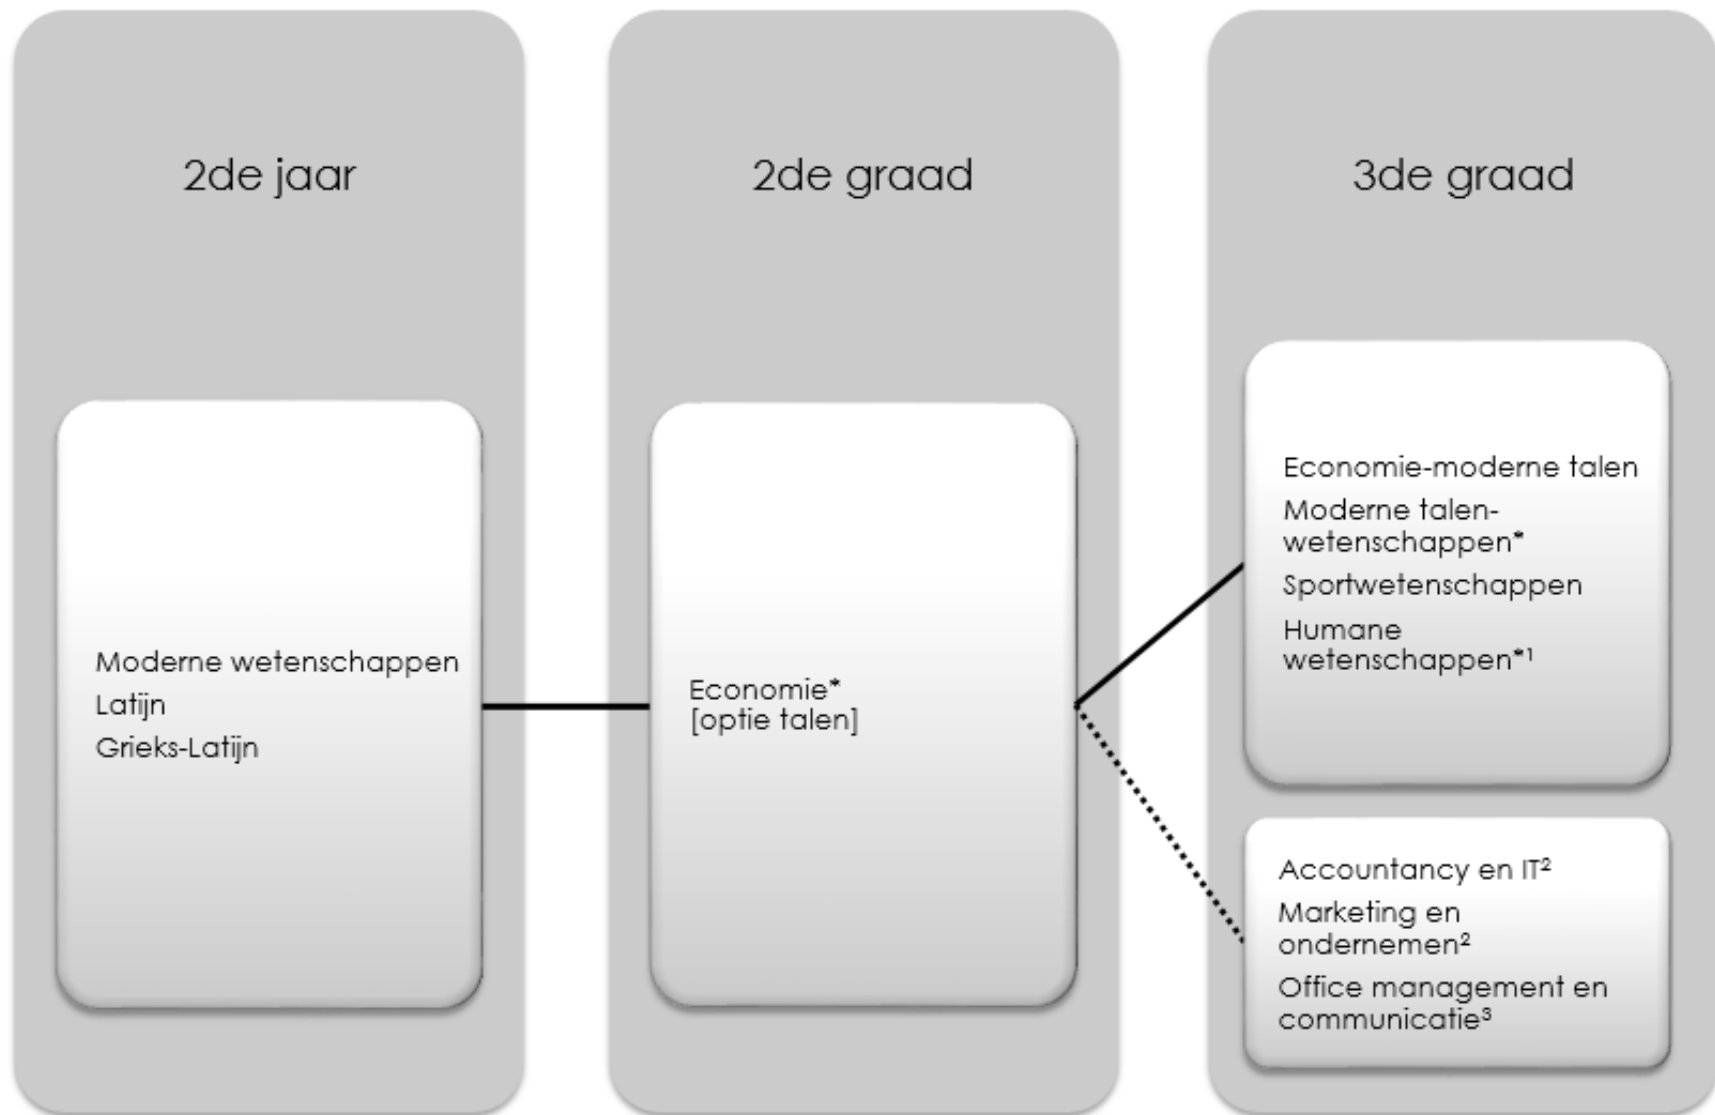 2de jaar
Moderne wetenschappen
Latijn
Grieks-Latijn
2de graad
Economie*
[optie talen]
3de graad
Economie-moderne talen
Moderne talen-
wetenschappen*
Sportwetenschappen
Humane
wetenschappen*¹
Accountancy en IT²
Marketing en
ondernemen²
Office management en
communicatie³